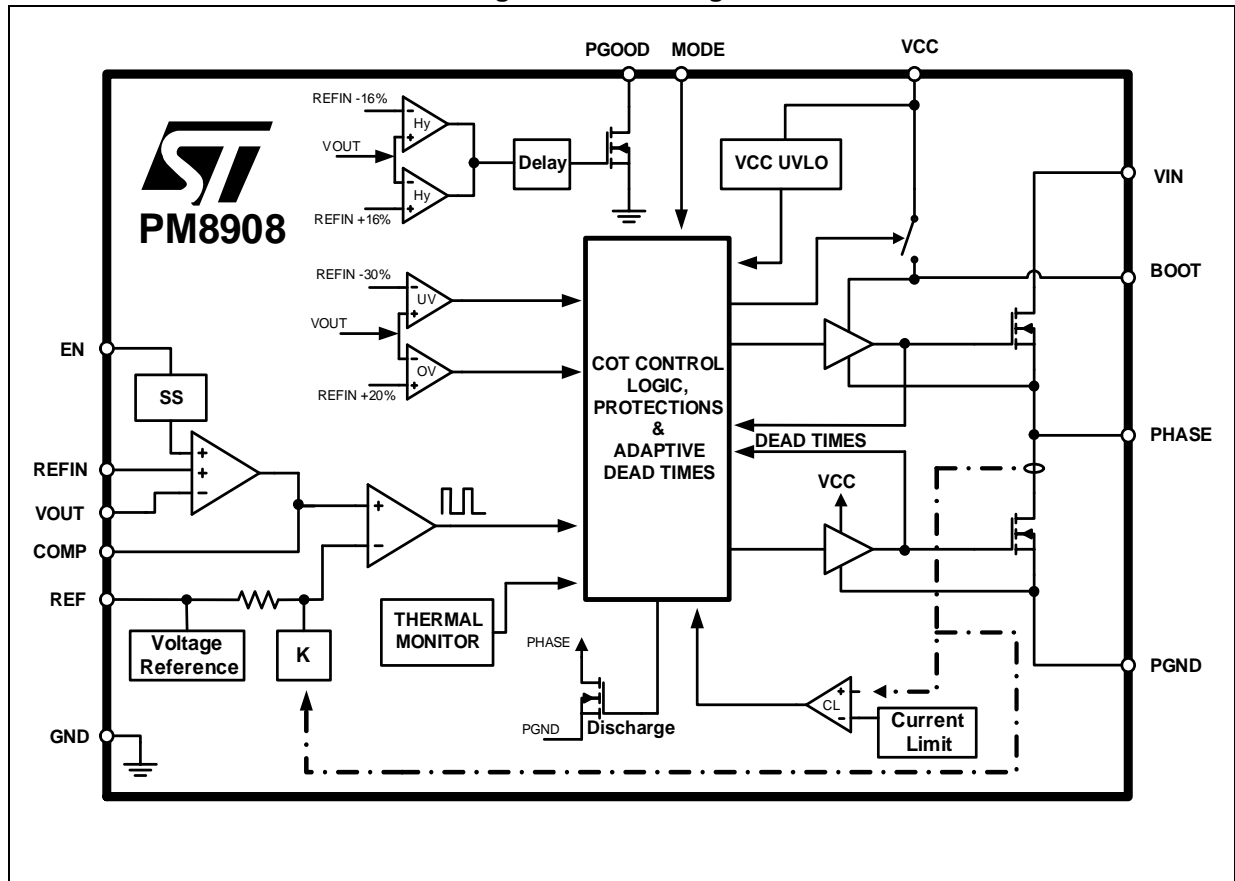 PGOOD
MODE
VCC
REFIN -16%
Hy
VOUT
Hy
REFIN +16%
Delay
VCC UVLO
ST
PM8908
VIN
BOOT
REFIN -30%
UV
VOUT
OV
REFIN +20%
COT CONTROL
LOGIC,
PROTECTIONS
&
ADAPTIVE
DEAD TIMES
EN
SS
REFIN
VOUT
COMP
REF
+
+
-
+
-
DEAD TIMES
VCC
PHASE
Voltage
Reference
K
THERMAL
MONITOR
PHASE
PGND
Discharge
CL
Current
Limit
PGND
GND